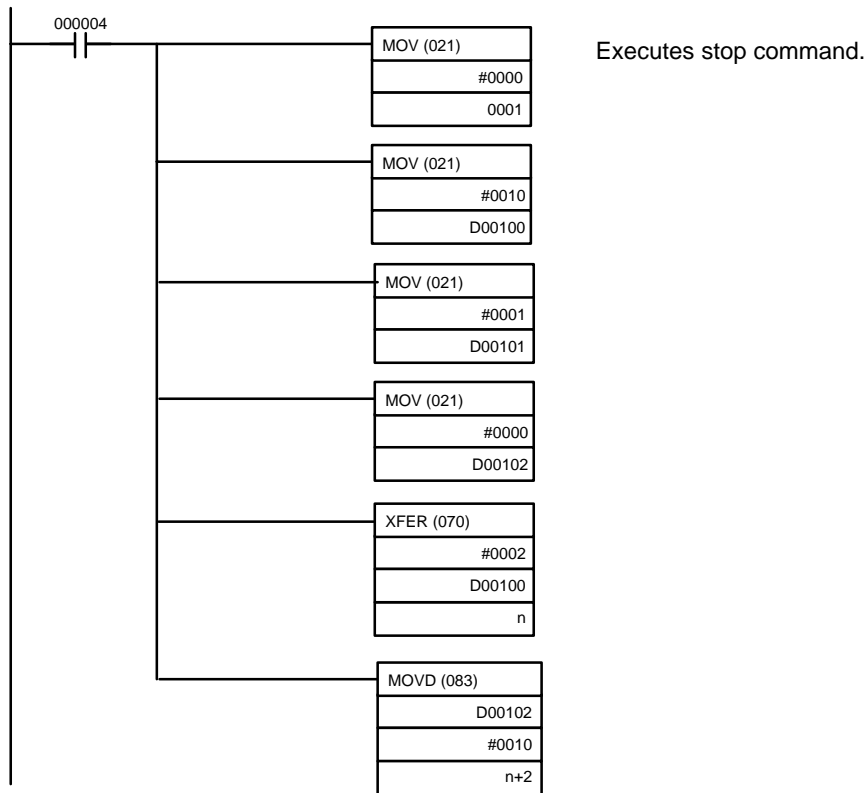 000004
MOV (021)
Executes stop command.
#0000
0001
MOV (021)
#0010
D00100
MOV (021)
#0001
D00101
MOV (021)
#0000
D00102
XFER (070)
#0002
D00100
n
MOVD (083)
D00102
#0010
n+2